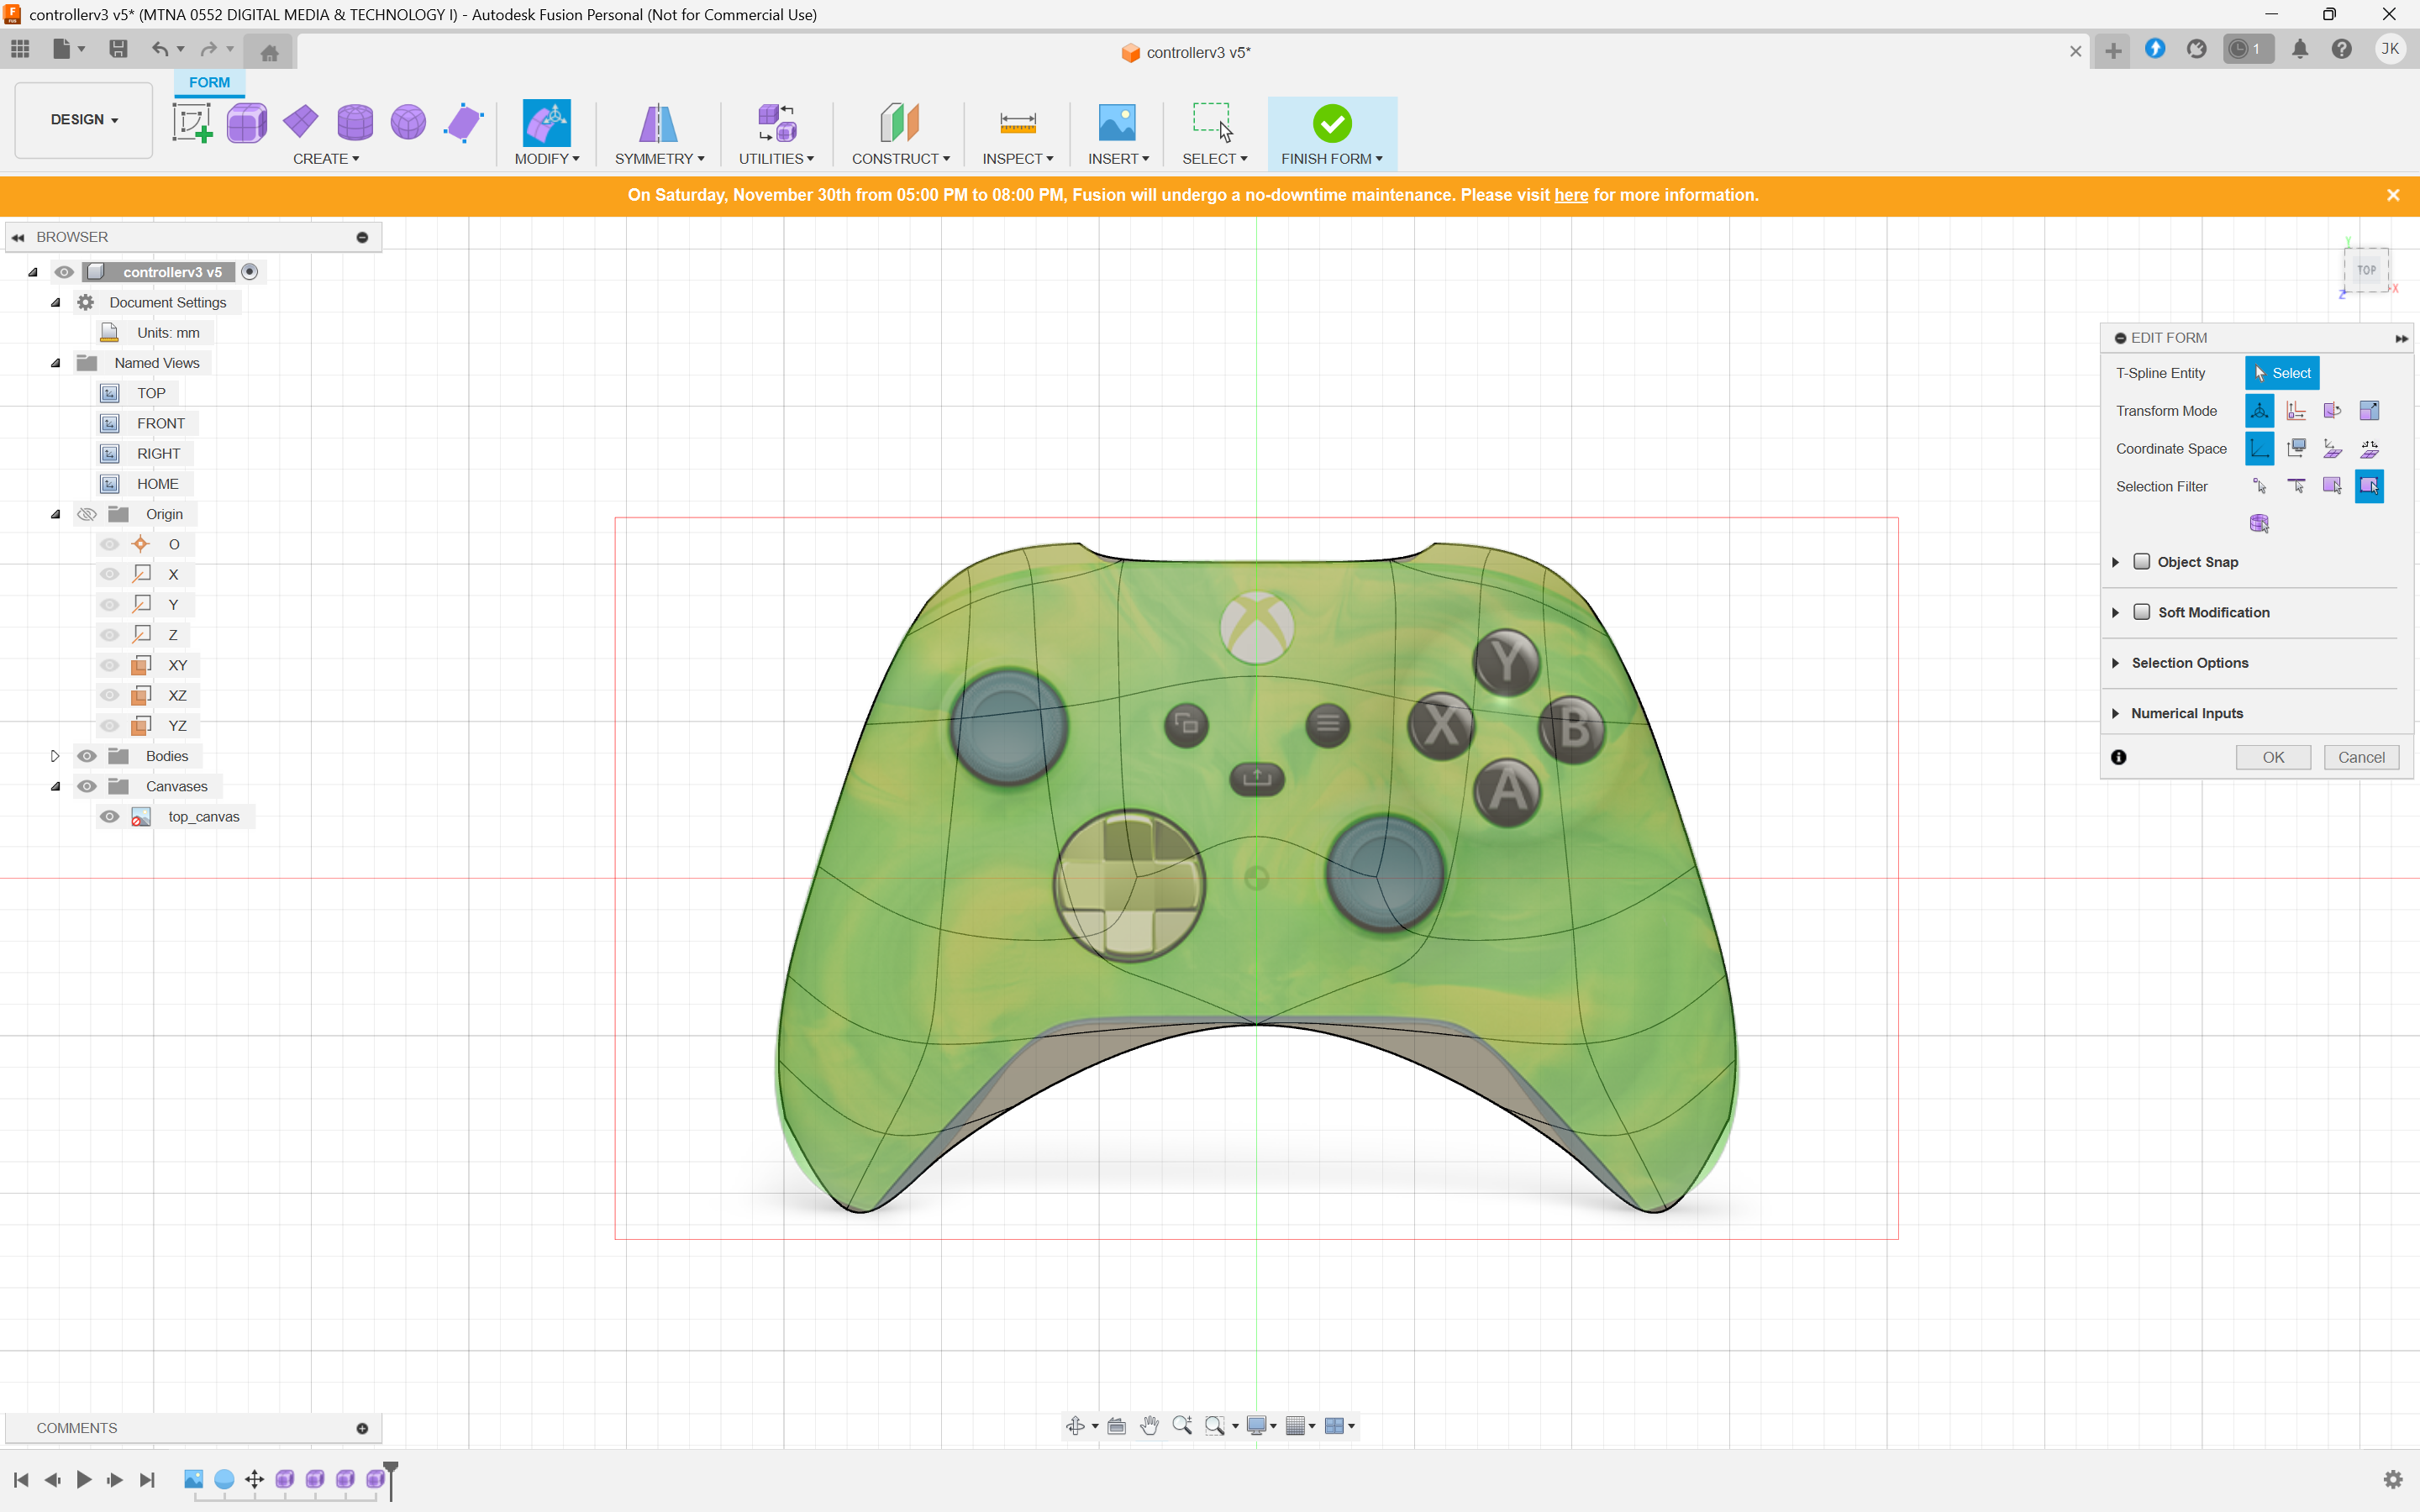 controllerv3 v5* (MTNA 0552 DIGITAL MEDIA & TECHNOLOGY I) - Autodesk Fusion Personal (Not for Commercial Use)
controllerv3 v5*
1
JK
FORM
DESIGN
CREATE
MODIFY
SYMMETRY
UTILITIES
CONSTRUCT
INSPECT
INSERT
SELECT
FINISH FORM
On Saturday, November 30th from 05:00 PM to 08:00 PM, Fusion will undergo a no-downtime maintenance. Please visit here for more information.
BROWSER
controllerv3 v5
Document Settings
Units: mm
Named Views
TOP
FRONT
RIGHT
HOME
Origin
O
X
Y
Z
XY
XZ
YZ
Bodies
Canvases
top_canvas
Y
TOP
X
Z
EDIT FORM
T-Spline Entity
Select
Transform Mode
Coordinate Space
Selection Filter
Object Snap
Soft Modification
Selection Options
Numerical Inputs
OK
Cancel
Y
X
B
A
COMMENTS